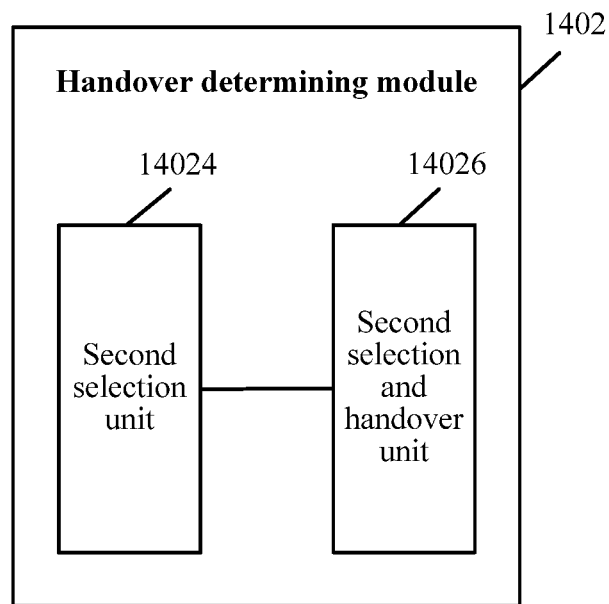 1402
Handover determining module
14024
14026
Second
selection
unit
Second
selection
and
handover
unit